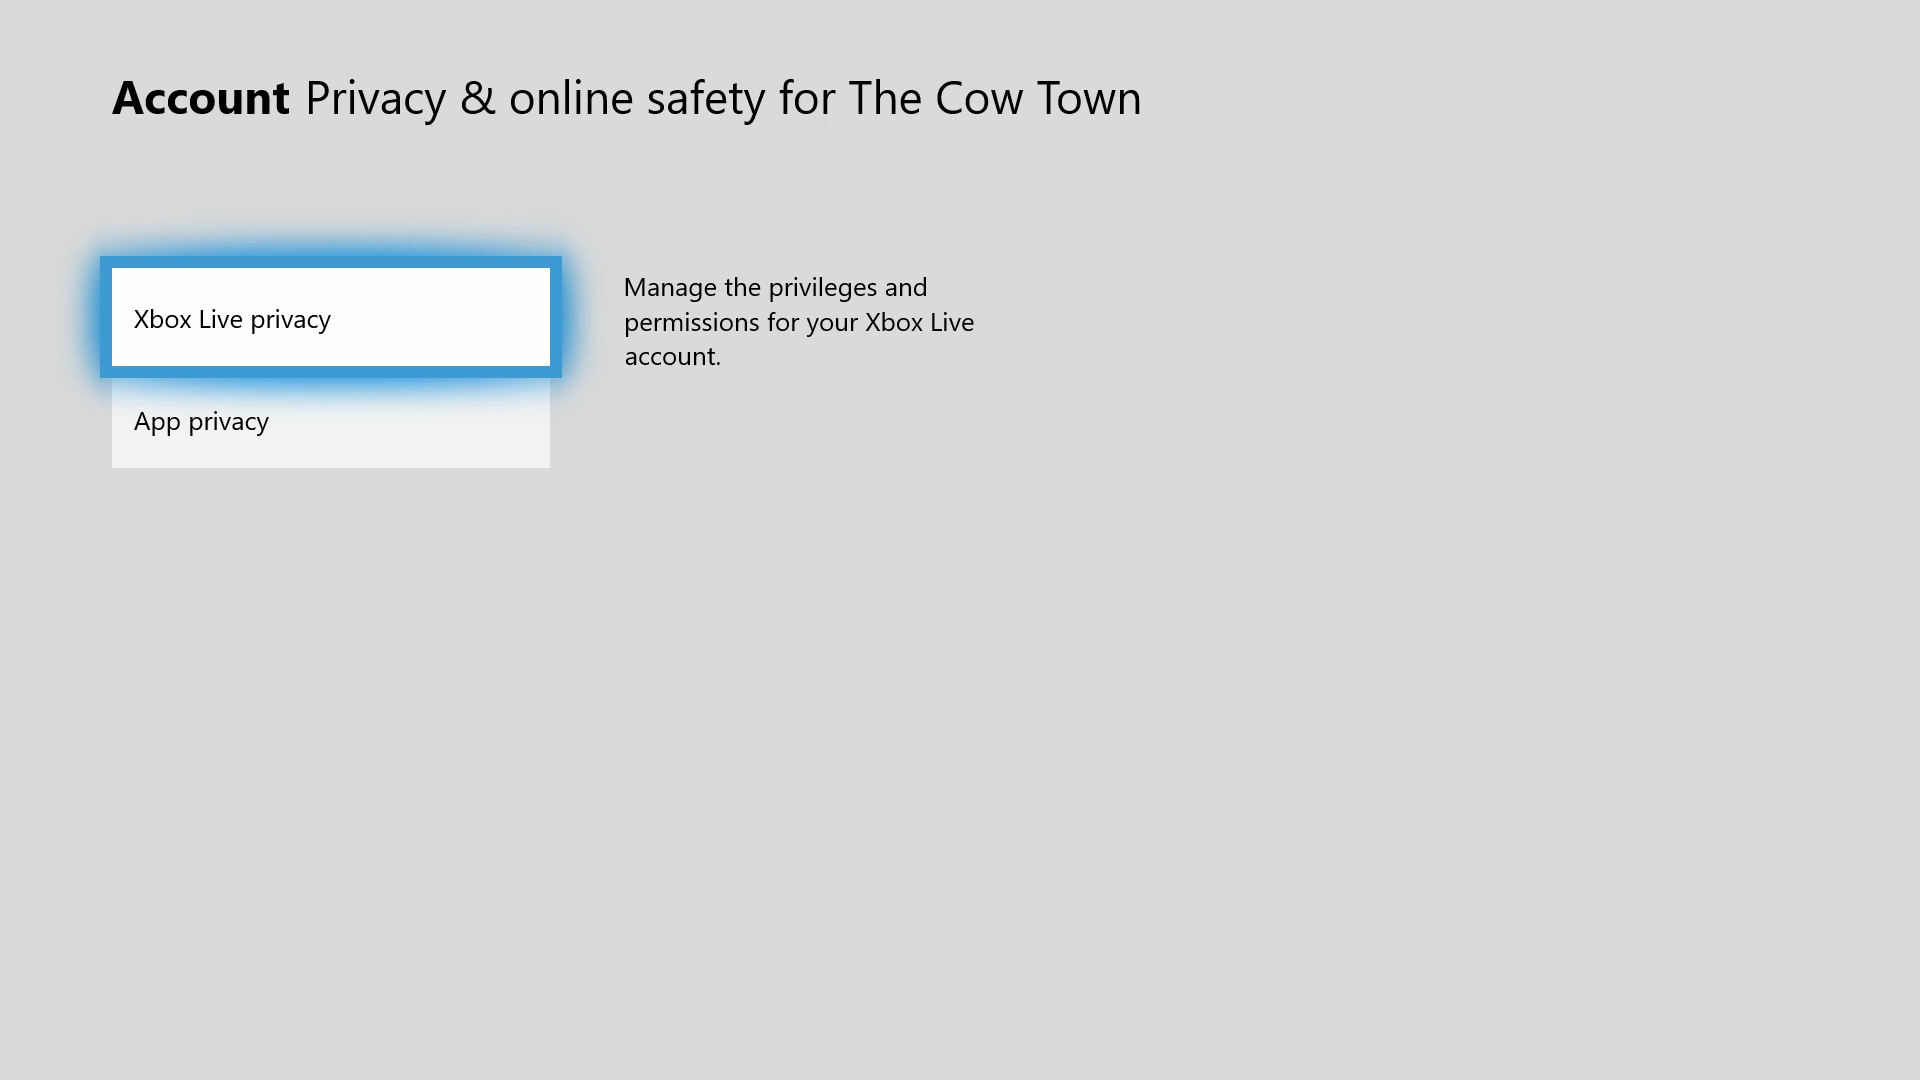 Account Privacy & online safety for The Cow Town
Xbox Live privacy
Manage the privileges and
permissions for your Xbox Live
account.
App privacy